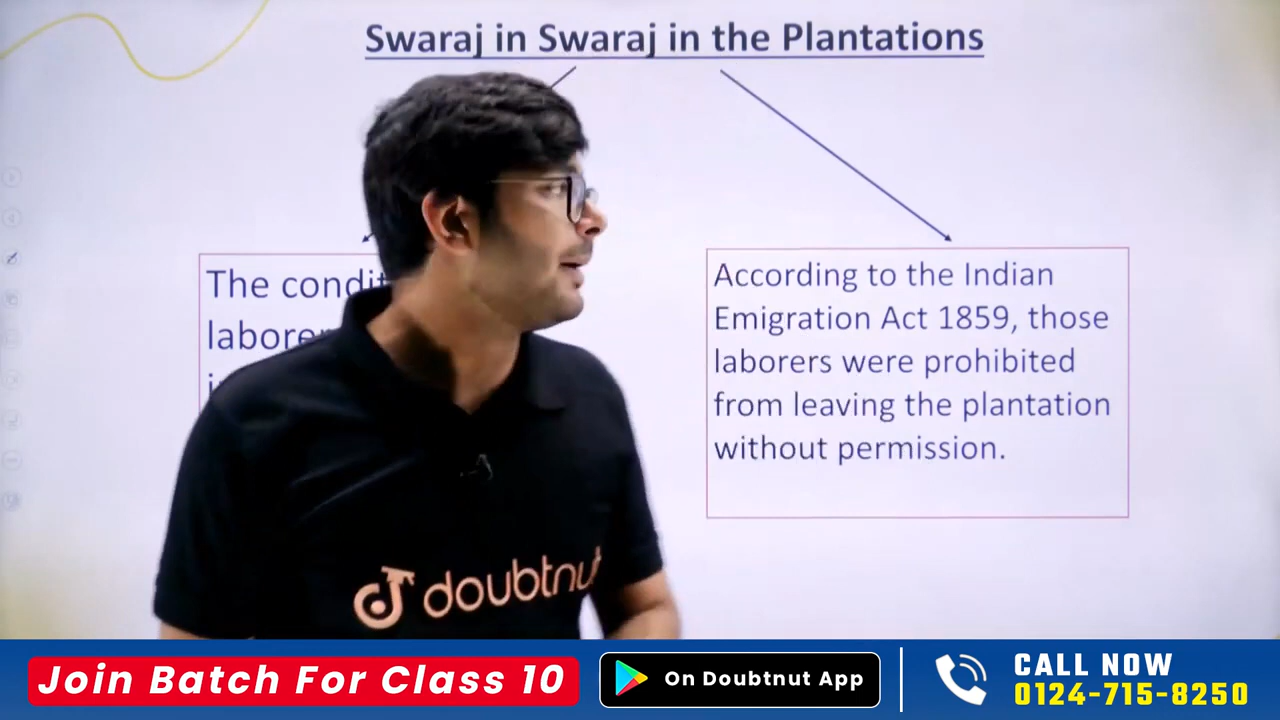 Swaraj in Swaraj in the Plantations
The
According to the Indian
Emigration Act 1859, those
laborers were prohibited
from leaving the plantation
without permission.
doubtnut
Join Batch For Class 10
On Doubtnut App
CALL NOW
0124-715-8250